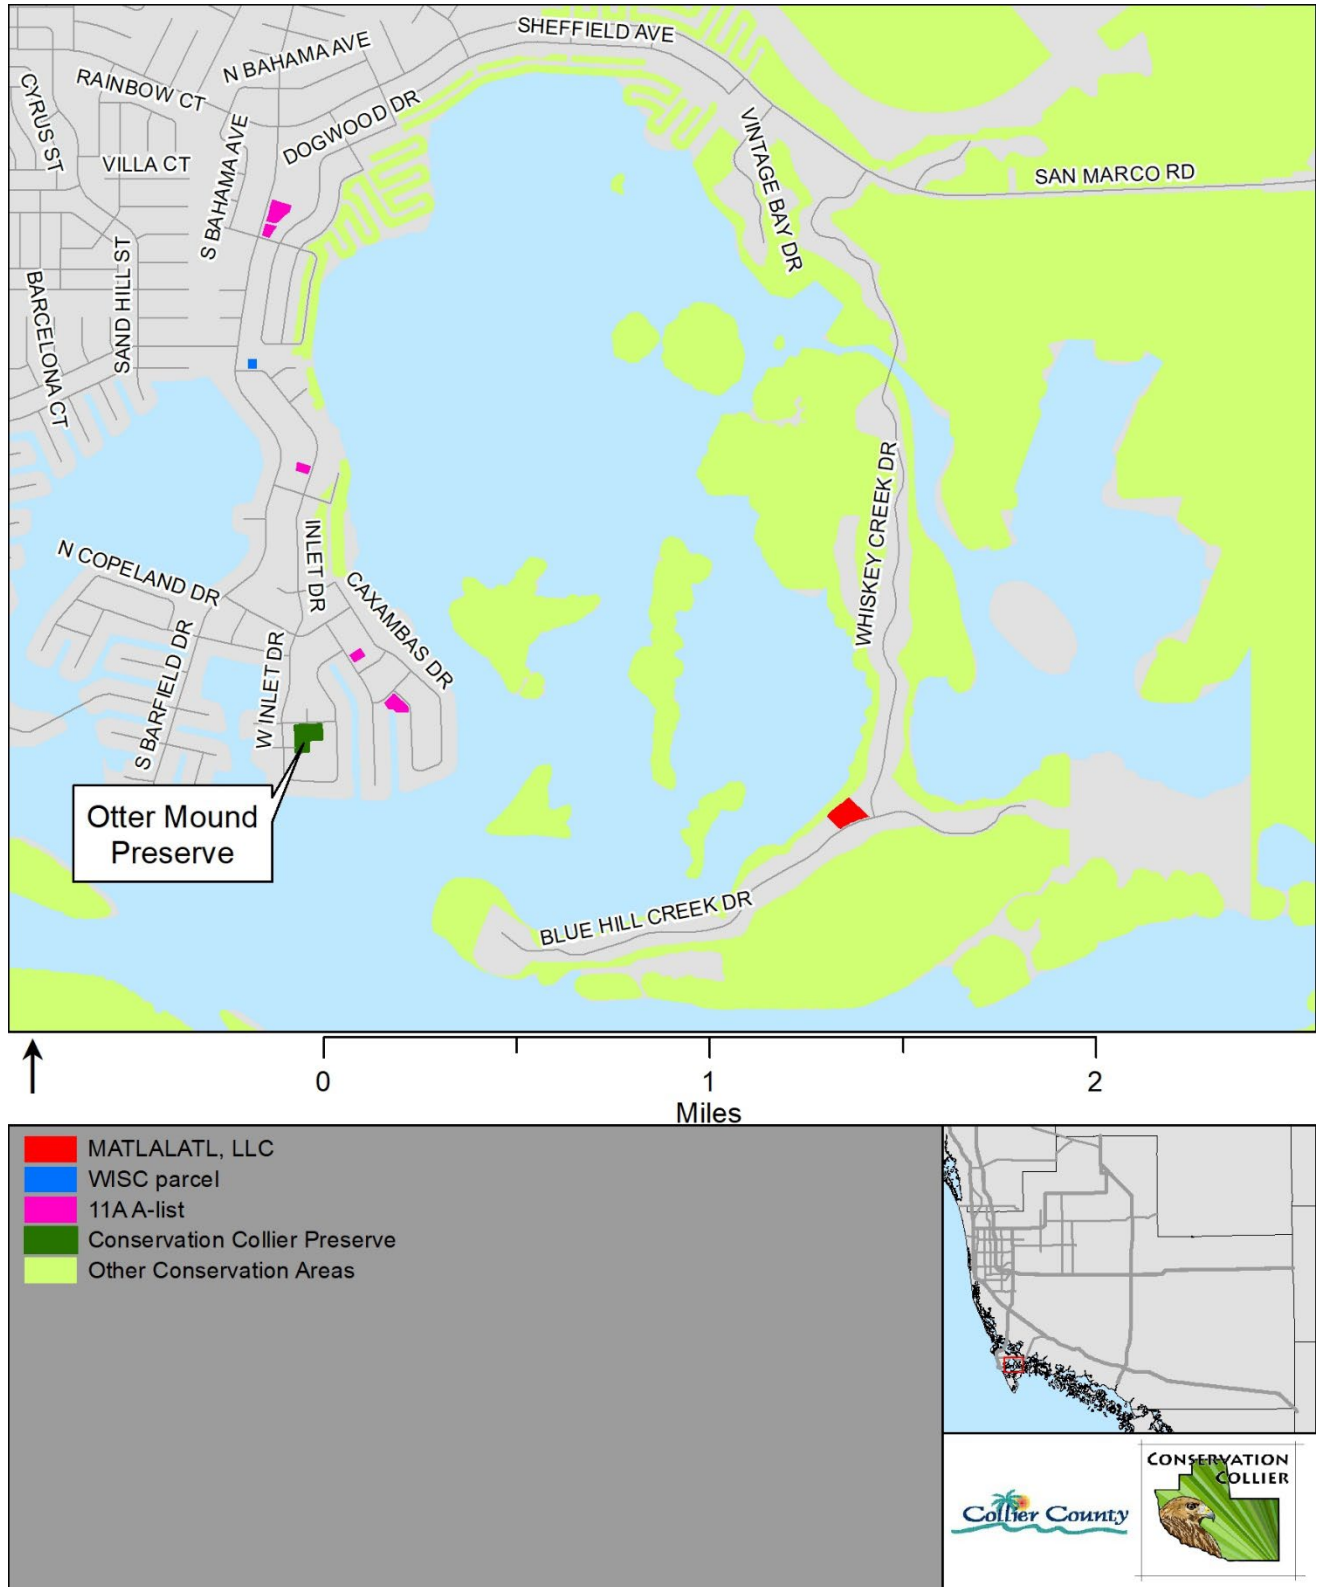 SHEFFIELD AVE
N BAHAMA AVE
RAINBOW CT
CYRUS ST
DOGWOOD DR
VINTAGE BAY DR
VILLA CT
SAN MARCO RD
S BAHAMA AVE
SAND HILL ST
BARCELONA CT
WHISKEY CREEK DR
N COPELAND DR
INLET DR
CAXAMBAS DR
S BARFIELD DR
W INLET DR
Otter Mound
Preserve
BLUE HILL CREEK DR
0
1
2
Miles
MATLALATL, LLC
WISC parcel
11A A-list
Conservation Collier Preserve
Other Conservation Areas
CONSERVATION
COLLIER
Collier County